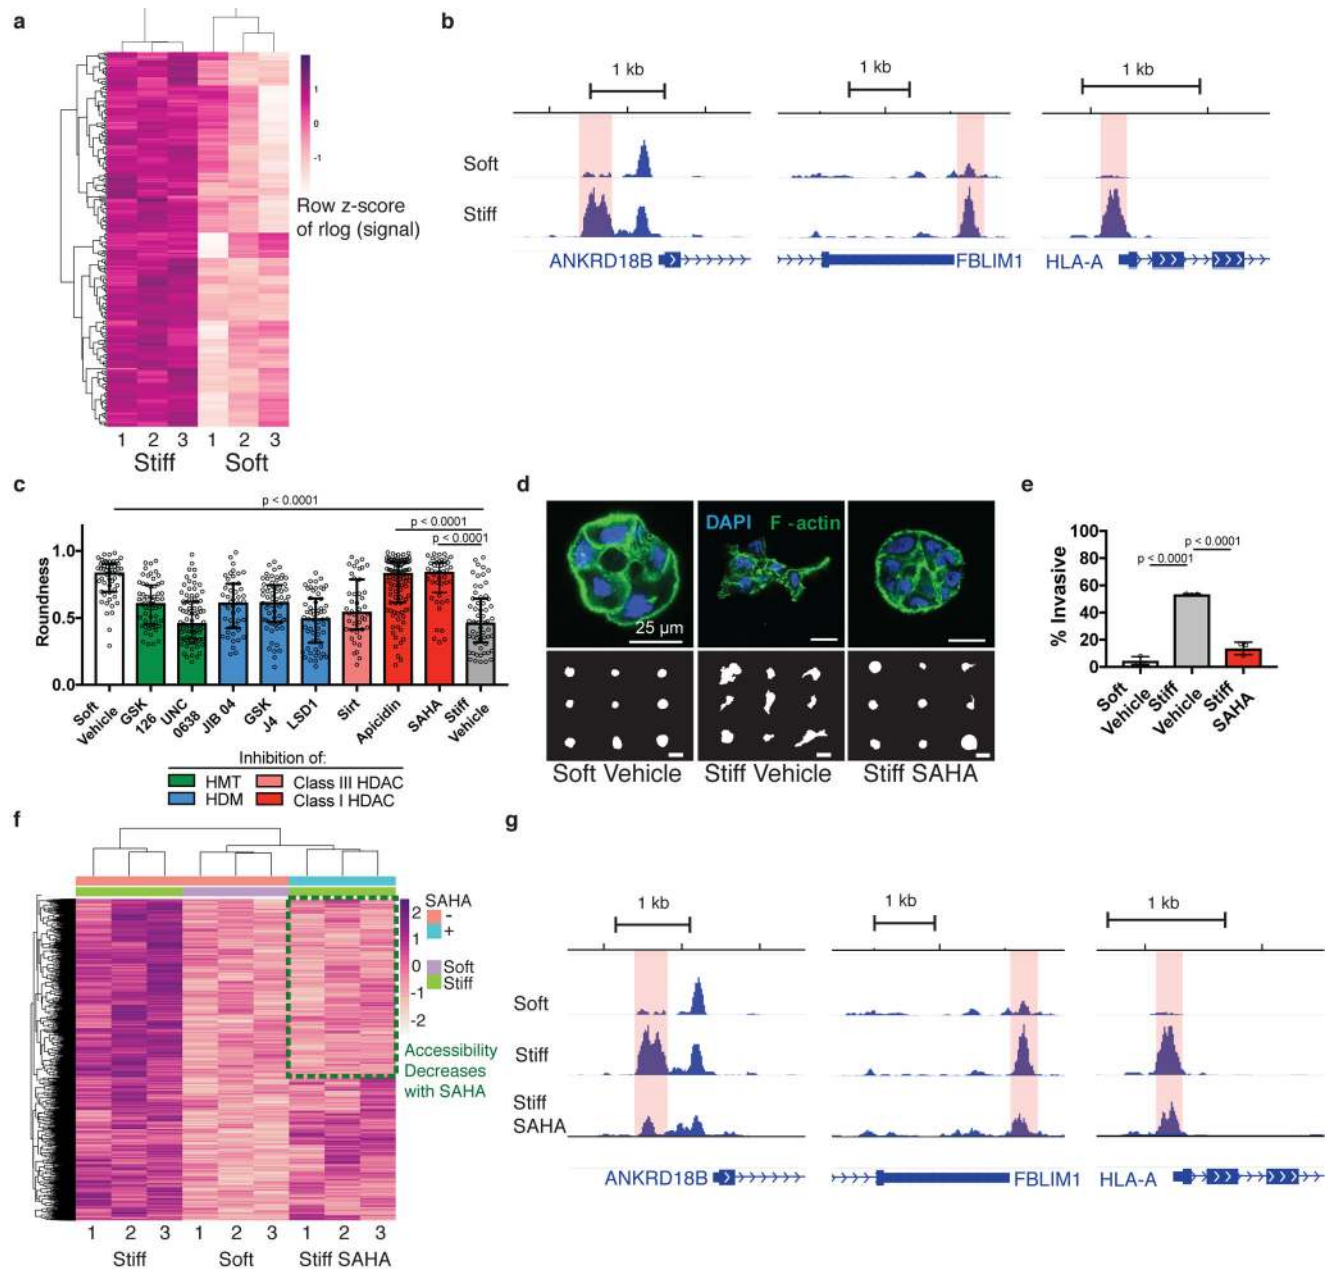 a
1
0
-1
Row z-score
of rlog (signal)
1 2 3 1 2 3
Stiff Soft
b
1 kb 1 kb 1 kb
Soft
Stiff
ANKRD18B FBLIM1 HLA-A
c
p < 0.0001
p < 0.0001
p < 0.0001
Roundness
1.0
0.5
0.0
Soft Vehicle
GSK 126
UNC 0638
JIB 04
GSK J4
LSD1
Sirt
Apicidin
SAHA
Stiff Vehicle
Inhibition of:
HMT Class III HDAC
HDM Class I HDAC
d
DAPI F-actin
25 µm
Soft Vehicle Stiff Vehicle Stiff SAHA
e
% Invasive
100
80
60
40
20
0
p < 0.0001
p < 0.0001
Soft Vehicle
Stiff Vehicle
Stiff SAHA
f
SAHA
-
+
Soft
Stiff
2
1
0
-1
-2
Accessibility
Decreases
with SAHA
1 2 3 1 2 3 1 2 3
Stiff Soft Stiff SAHA
g
1 kb 1 kb 1 kb
Soft
Stiff
Stiff
SAHA
ANKRD18B FBLIM1 HLA-A